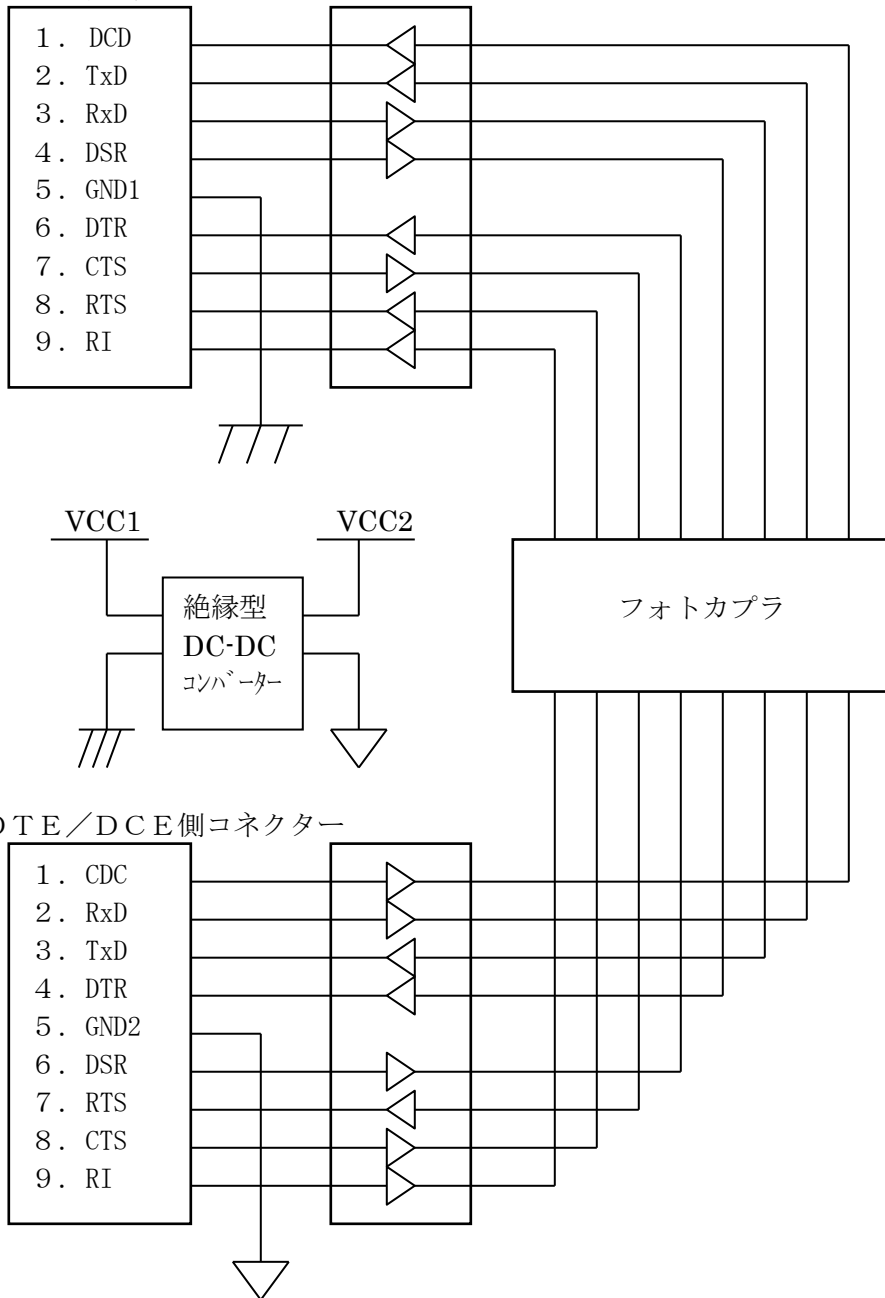 １．DCD
２．TxD
３．RxD
４．DSR
５．GND1
６．DTR
７．CTS
８．RTS
９．RI
VCC1
VCC2
絶縁型
DC-DC
ｺﾝﾊﾞｰﾀｰ
フォトカプラ
ＤＴＥ／ＤＣＥ側コネクター
１．CDC
２．RxD
３．TxD
４．DTR
５．GND2
６．DSR
７．RTS
８．CTS
９．RI